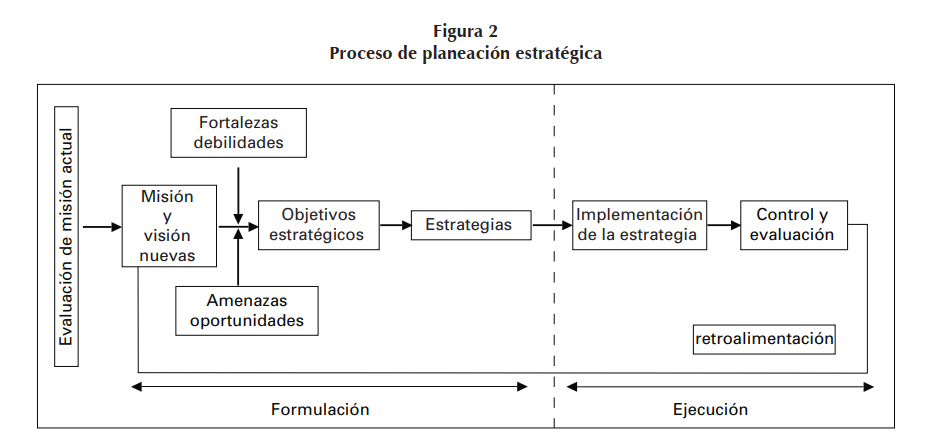 Figura 2
Proceso de planeación estratégica
Evaluación de misión actual
Fortalezas
debilidades
Misión
y
visión
nuevas
Objetivos
estratégicos
Estrategias
Implementación
de la estrategia
Control y
evaluación
Amenazas
oportunidades
retroalimentación
Formulación
Ejecución